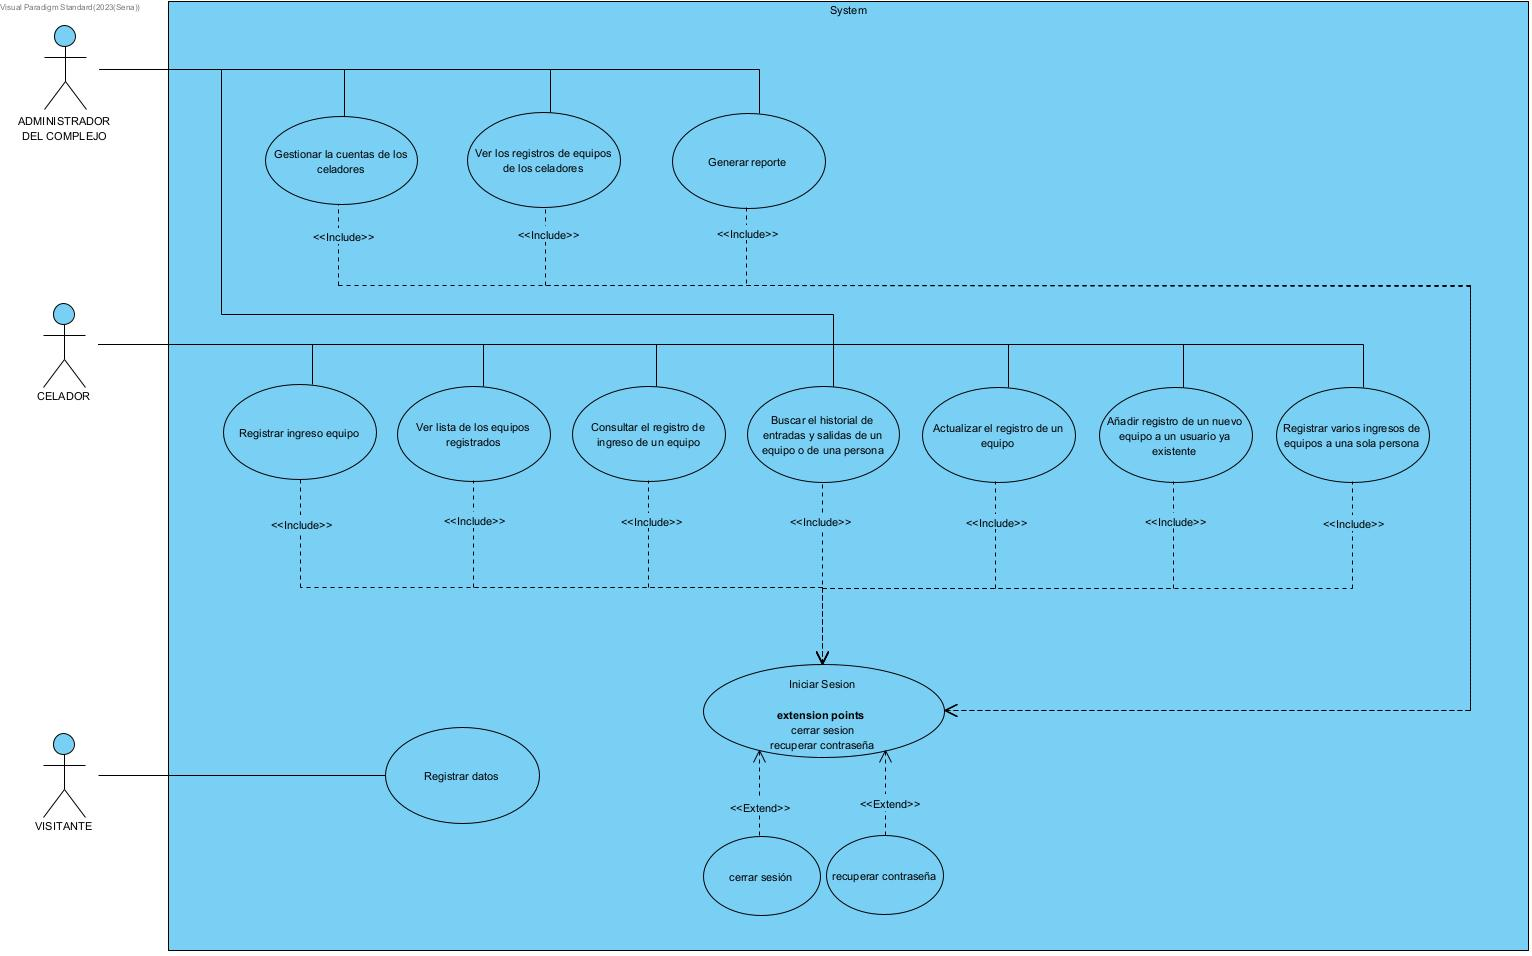 Visual Paradigm Standard(2023(Sena))
System
ADMINISTRADOR
DEL COMPLEJO
Gestionar la cuentas de los
celadores
Ver los registros de equipos
de los celadores
Generar reporte
<<Include>>
<<Include>>
<<Include>>
CELADOR
Registrar ingreso equipo
Ver lista de los equipos
registrados
Consultar el registro de
ingreso de un equipo
Buscar el historial de
entradas y salidas de un
equipo o de una persona
Actualizar el registro de un
equipo
Añadir registro de un nuevo
equipo a un usuario ya
existente
Registrar varios ingresos de
equipos a una sola persona
<<Include>>
<<Include>>
<<Include>>
<<Include>>
<<Include>>
<<Include>>
<<Include>>
Iniciar Sesion
extension points
cerrar sesion
recuperar contraseña
VISITANTE
Registrar datos
<<Extend>>
<<Extend>>
cerrar sesión
recuperar contraseña